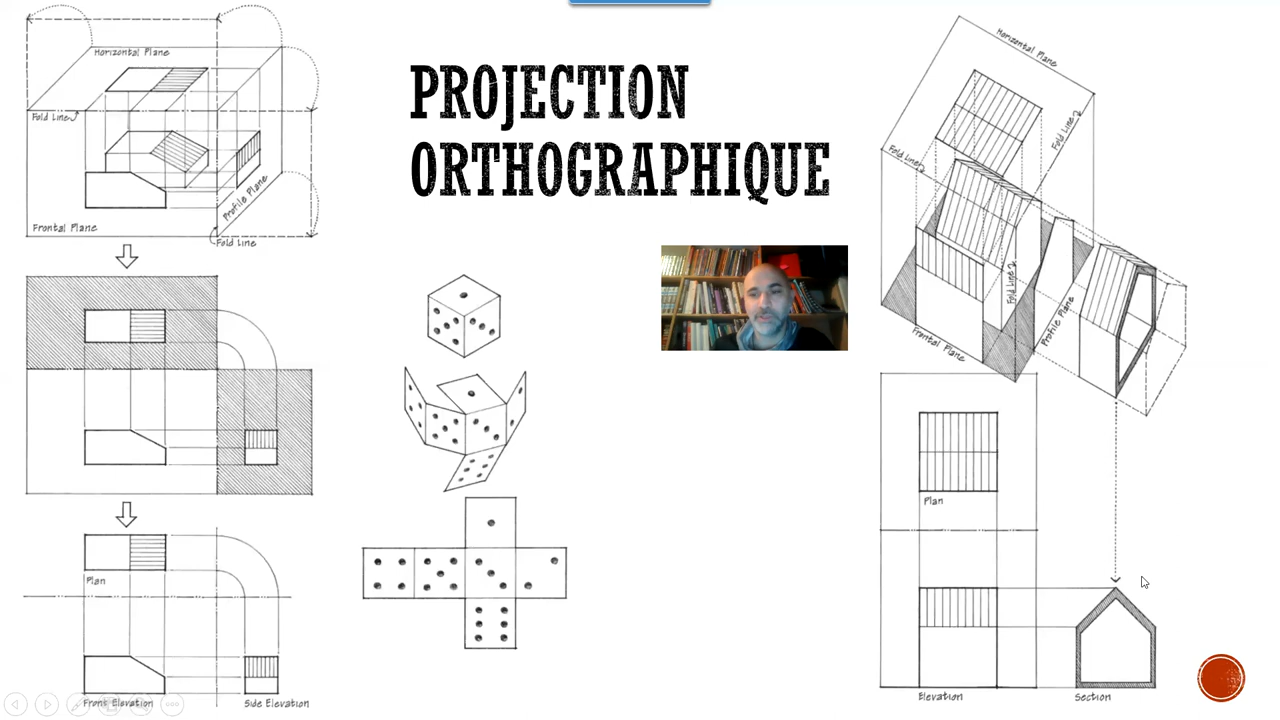 Horizontal Plane
Fold Line
Profile Plane
Frontal Plane
Fold Line
Plan
Front Elevation
Side Elevation
PROJECTION
ORTHOGRAPHIQUE
Horizontal Plane
Fold Line 2
Fold Line
Fold Line 2
Profile Plane
Frontal Plane
Plan
Elevation
Section